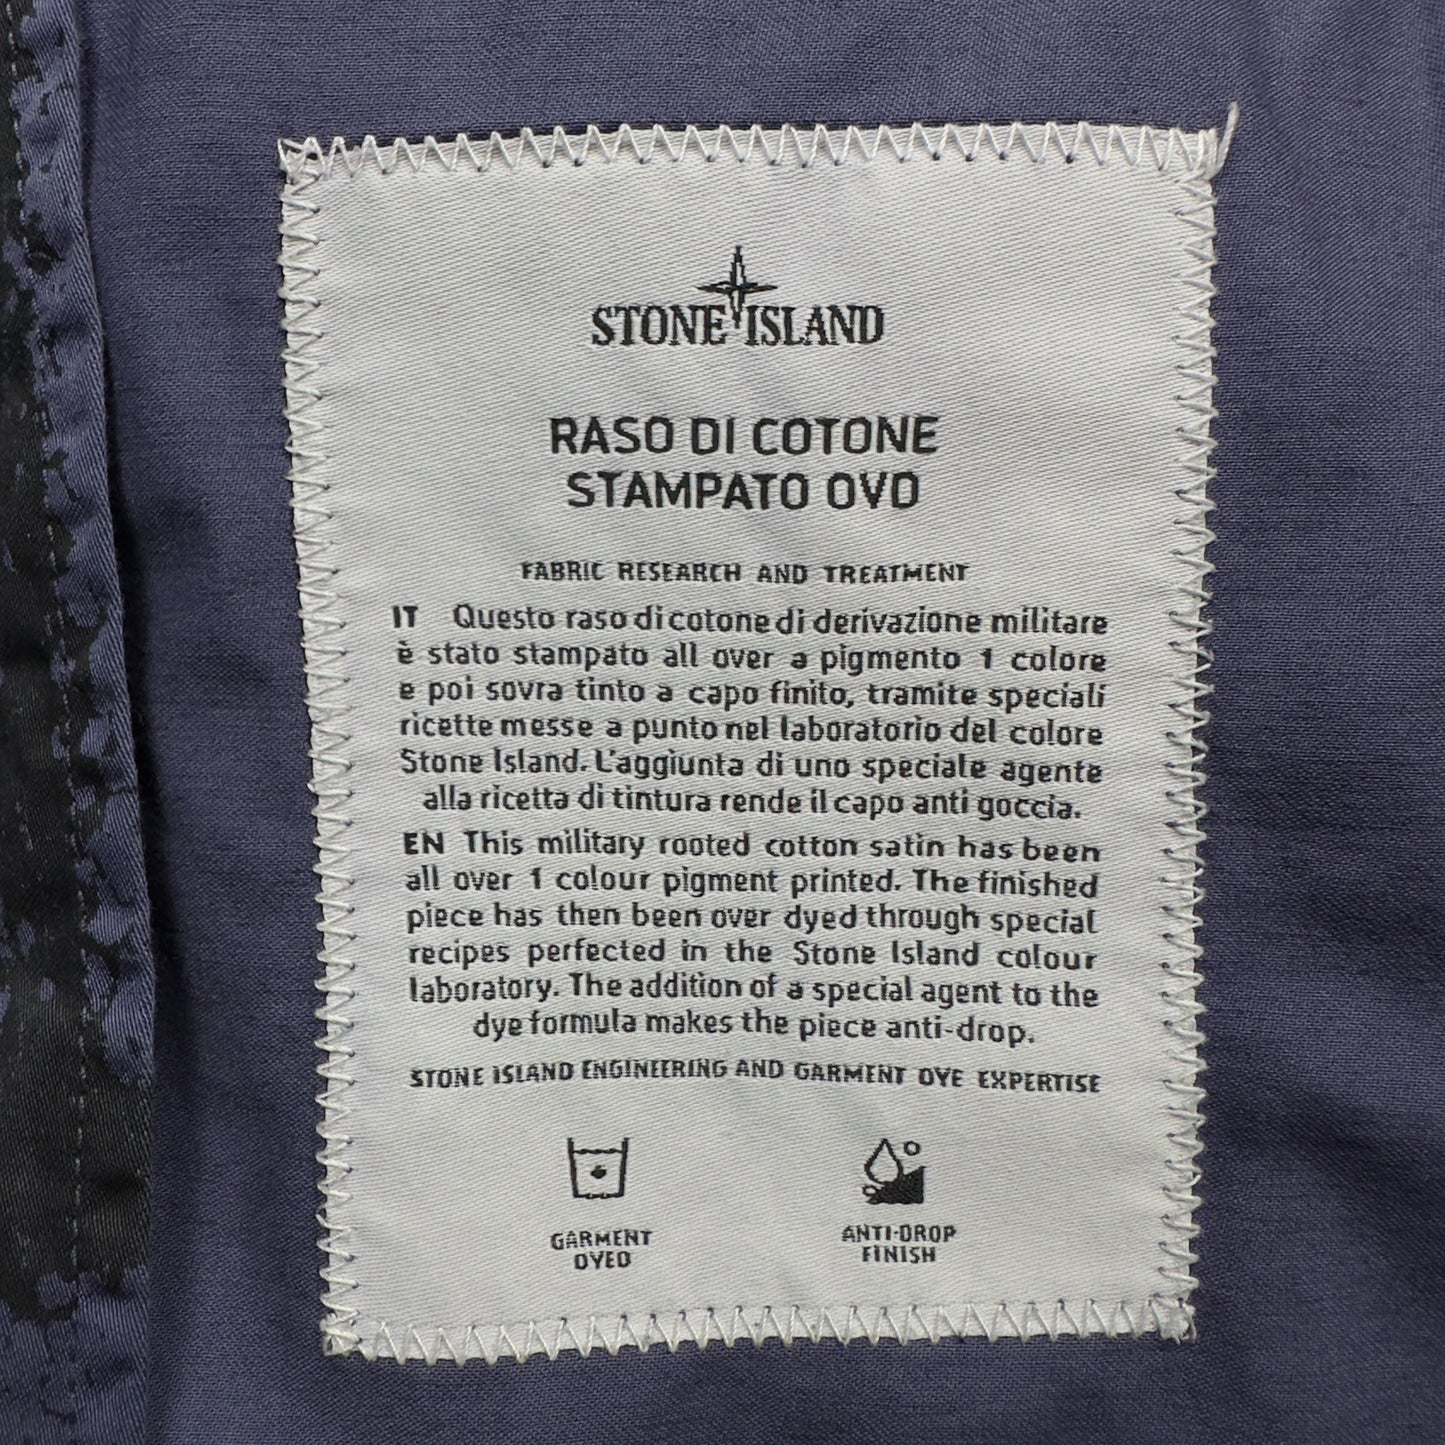 STONE ISLAND
RASO DI COTONE
STAMPATO OVD
FABRIC RESEARCH AND TREATMENT
IT Questo raso di cotone di derivazione militare
è stato stampato all over a pigmento 1 colore
e poi sovra tinto a capo finito, tramite speciali
ricette messe a punto nel laboratorio del colore
Stone Island. L'aggiunta di uno speciale agente
alla ricetta di tintura rende il capo anti goccia.
EN This military rooted cotton satin has been
all over 1 colour pigment printed. The finished
piece has then been over dyed through special
recipes perfected in the Stone Island colour
laboratory. The addition of a special agent to the
dye formula makes the piece anti-drop.
STONE ISLAND ENGINEERING AND GARMENT DYE EXPERTISE
GARMENT
DYED
ANTI-DROP
FINISH